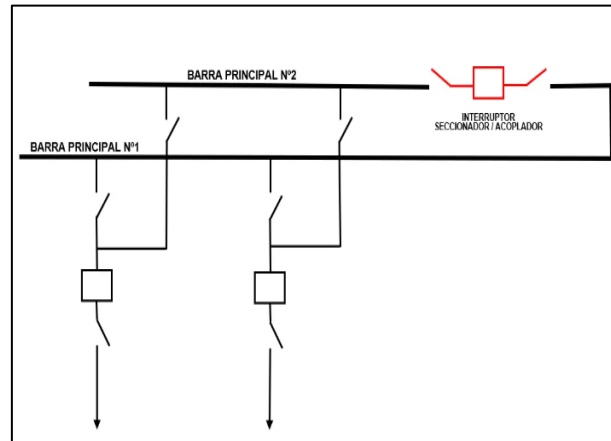 BARRA PRINCIPAL Nº2
INTERRUPTOR
SECCIONADOR / ACOPLADOR
BARRA PRINCIPAL Nº1